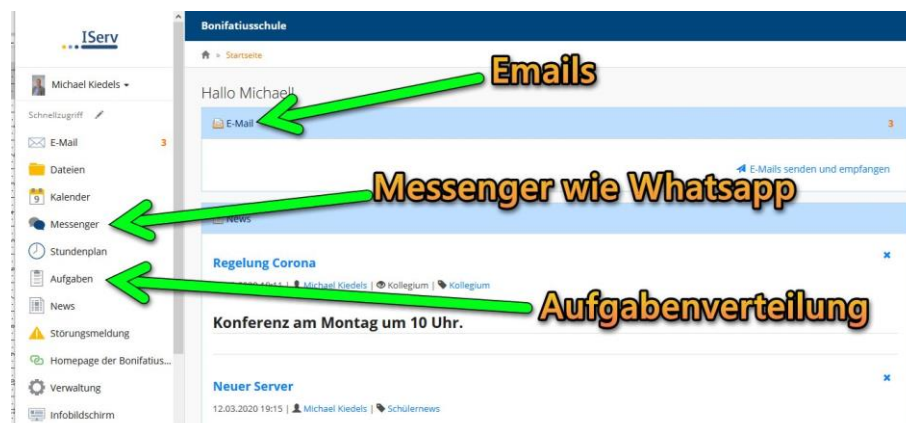 IServ
Michael Kiedels
Schnellzugriff
E-Mail 3
Dateien
9 Kalender
Messenger
Stundenplan
Aufgaben
News
Störungsmeldung
Homepage der Bonifatius...
Verwaltung
Infobildschirm
Bonifatiusschule
» Startseite
Emails
Hallo Michael!
E-Mail 3
E-Mails senden und empfangen
Messenger wie Whatsapp
News
Regelung Corona
Michael Kiedels | Kollegium | Kollegium
Aufgabenverteilung
Konferenz am Montag um 10 Uhr.
Neuer Server
12.03.2020 19:15 | Michael Kiedels | Schülernews